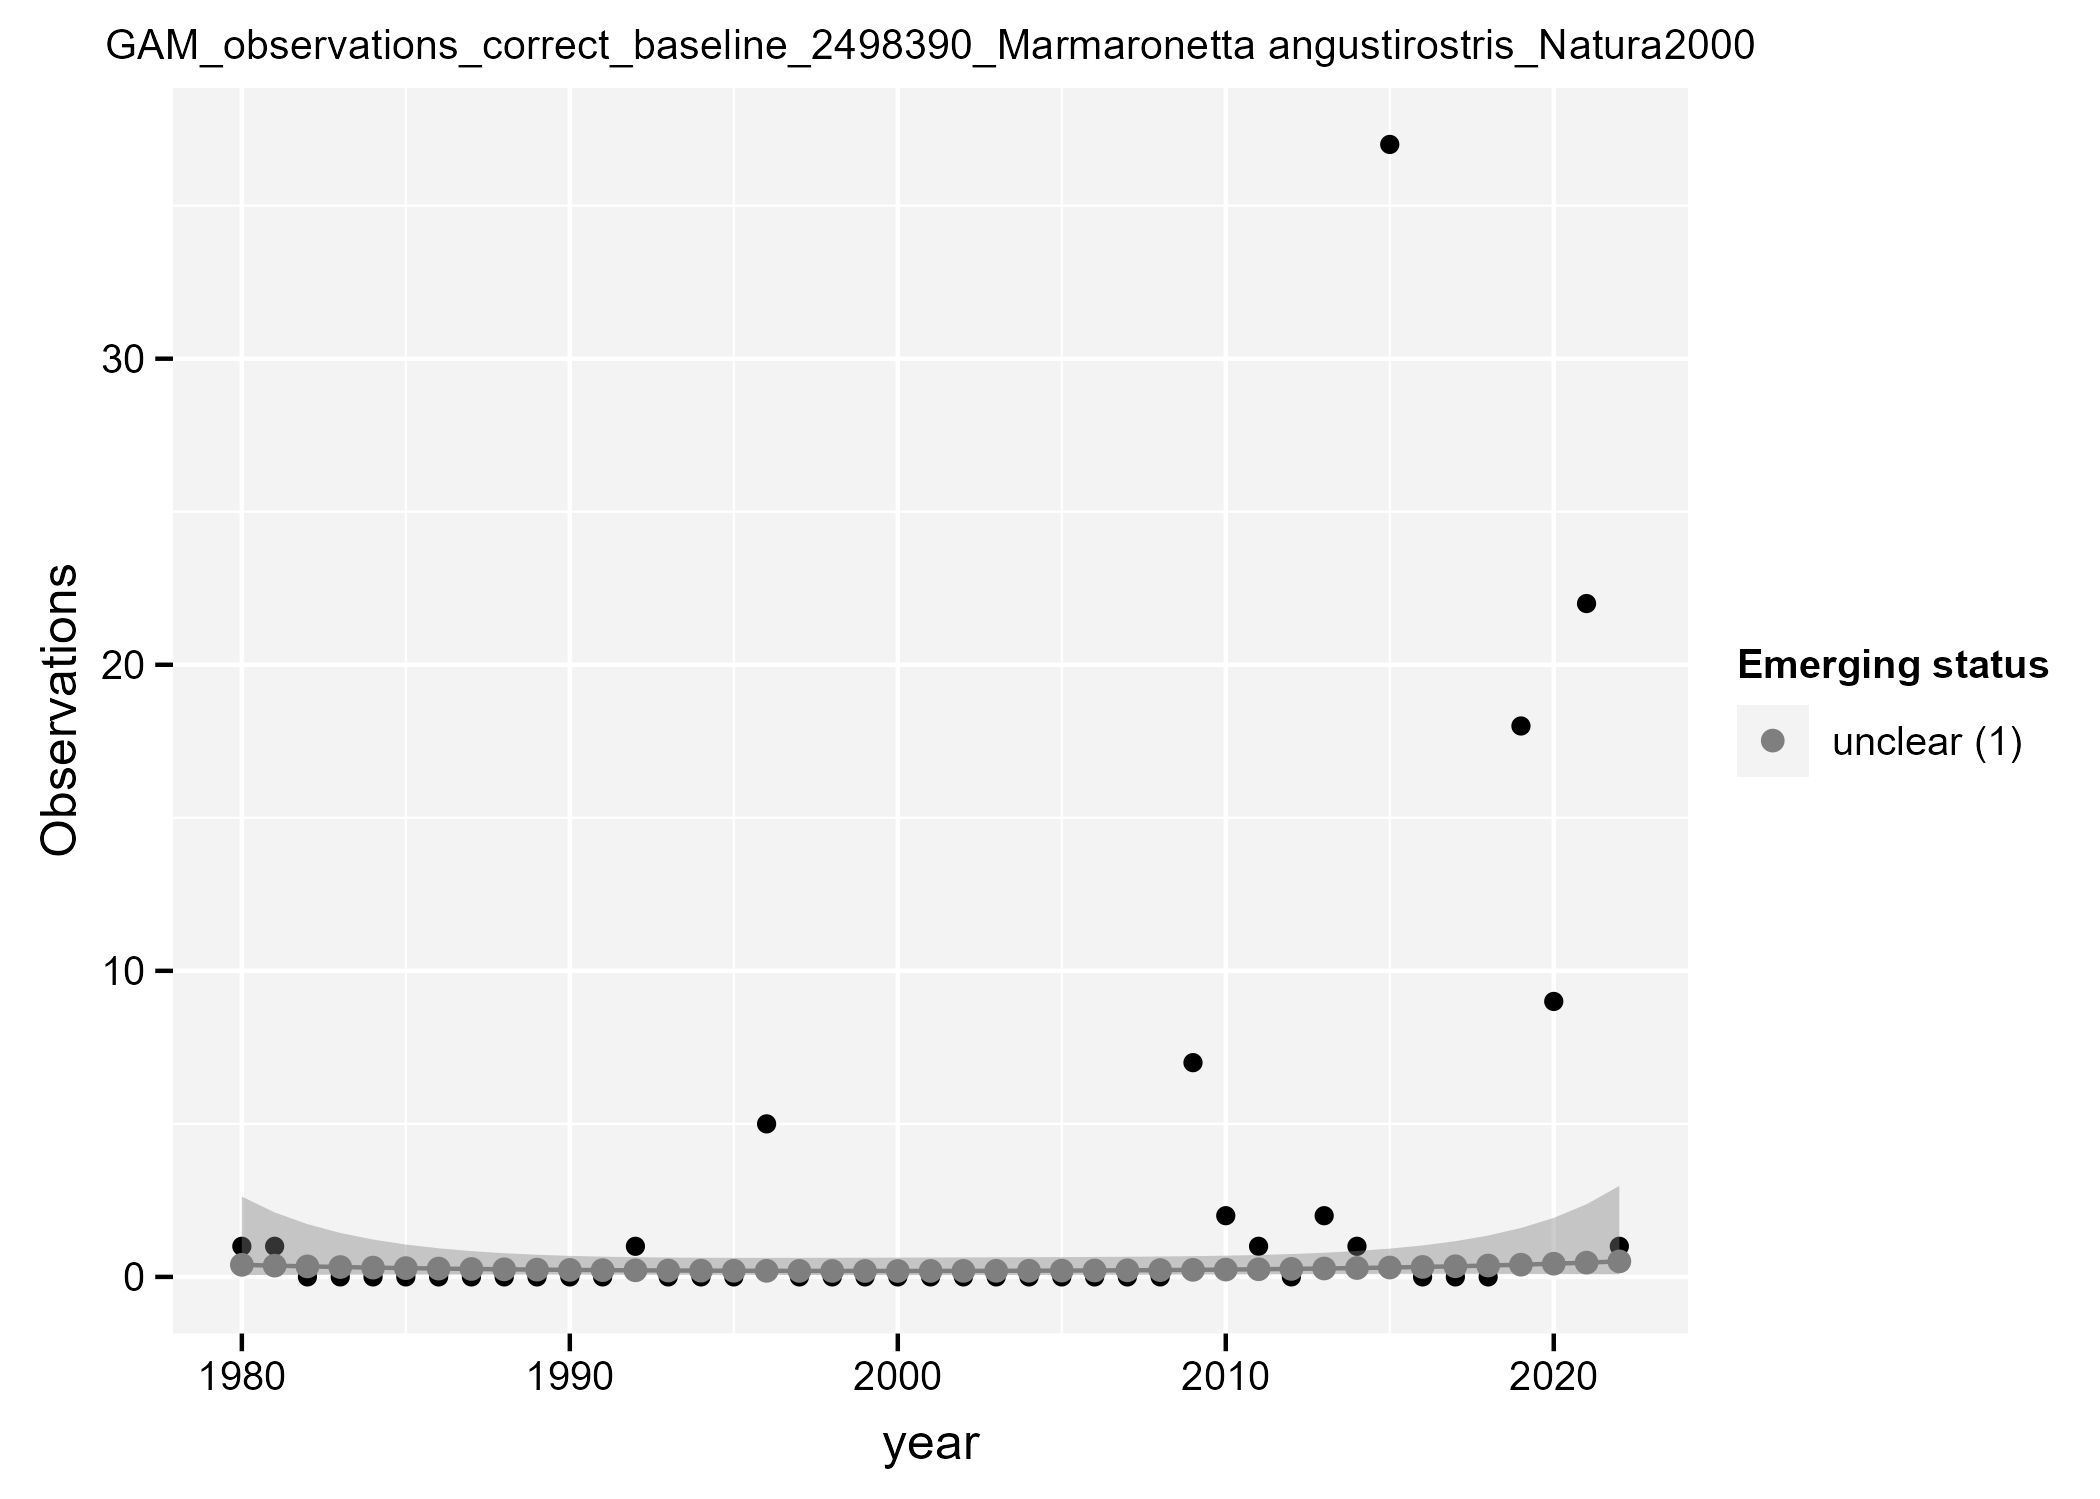 GAM_observations_correct_baseline_2498390_Marmaronetta angustirostris_Natura2000
Observations
30
20
10
0
1980
1990
2000
2010
2020
year
Emerging status
unclear (1)